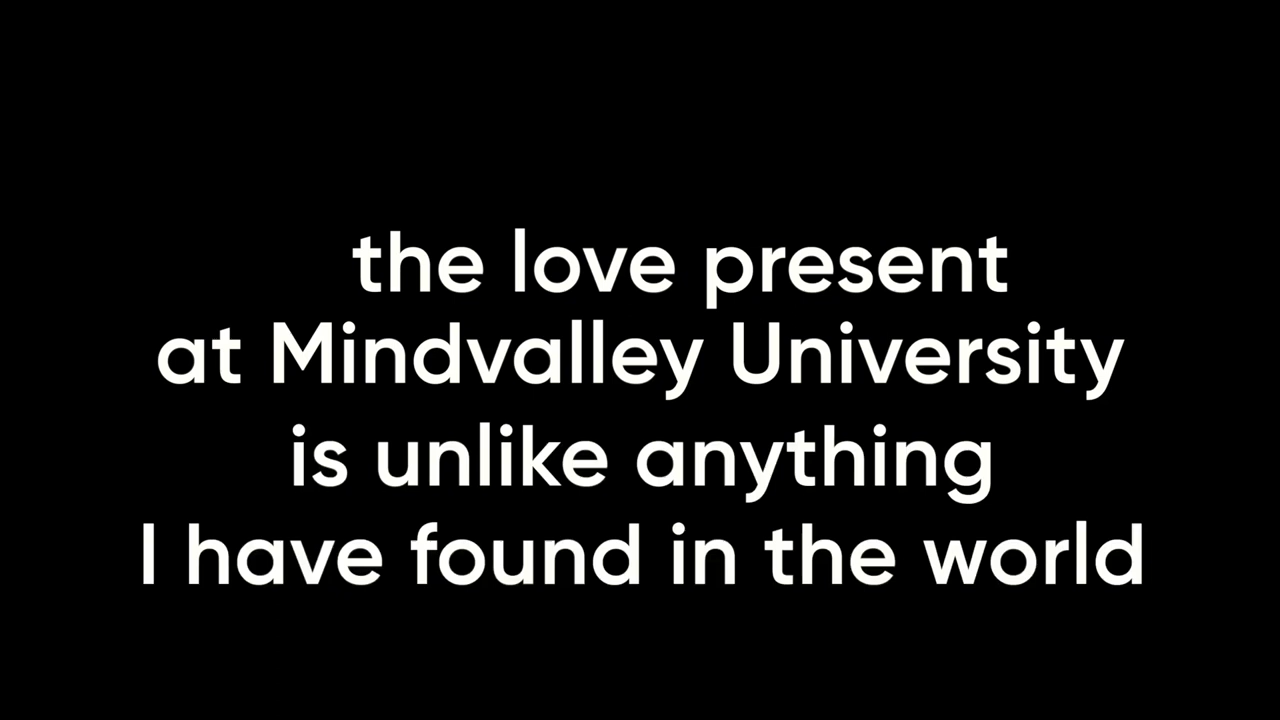 the love present
at Mindvalley University
is unlike anything
I have found in the world